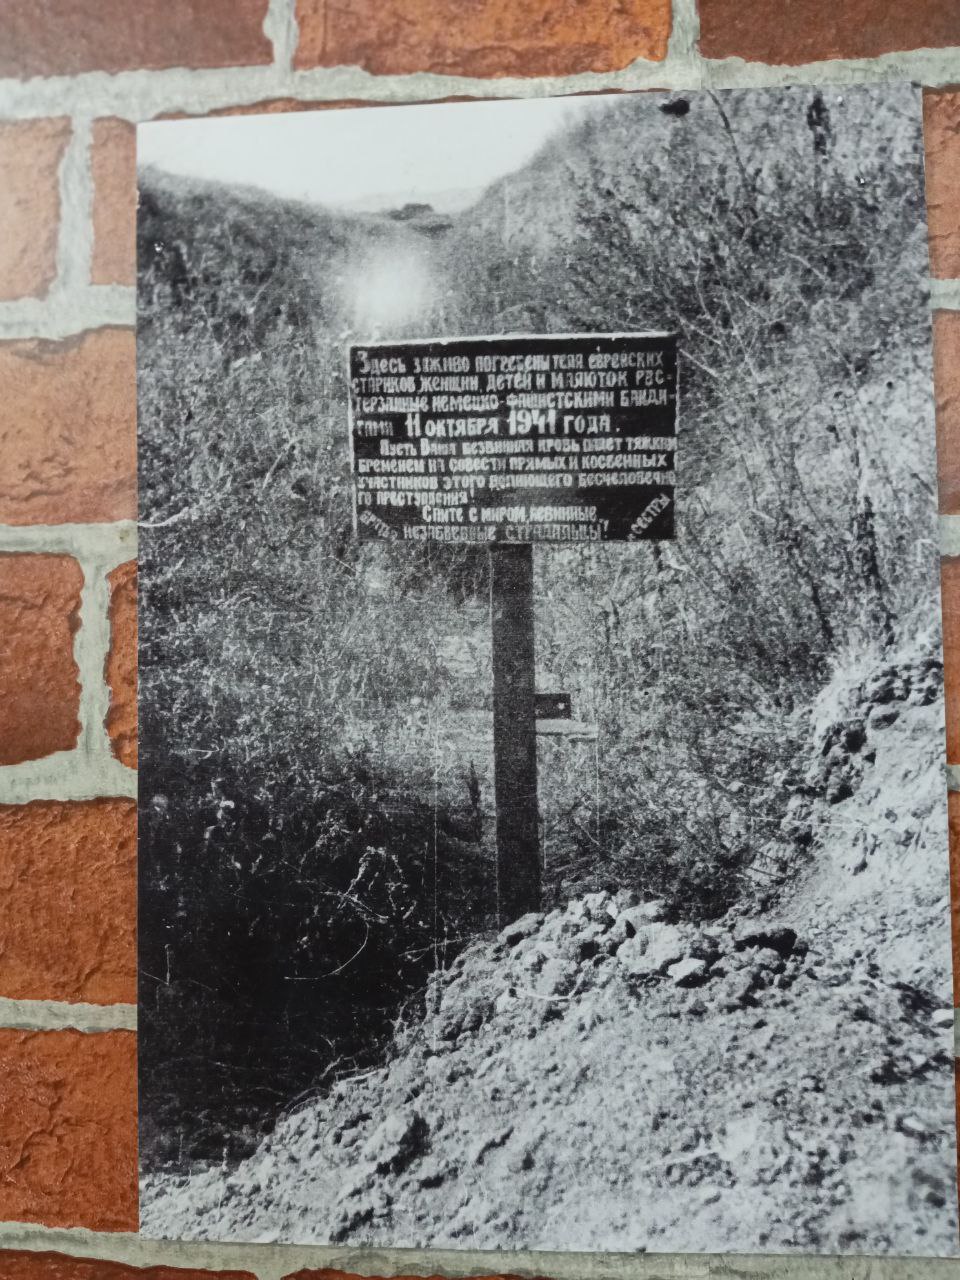 Здесь заживо погребены тела еврейских
стариков, женщин, детей и малюток рас-
терзанные немецко-фашистскими банди-
тами 11 октября 1941 года.
Пусть Ваша безвинная кровь падет тяжким
бременем на совести прямых и косвенных
участников этого деяния бесчеловечно
го преступления!
Спите с миром, невинные
незабвенные страдальцы!
братья
и сестры